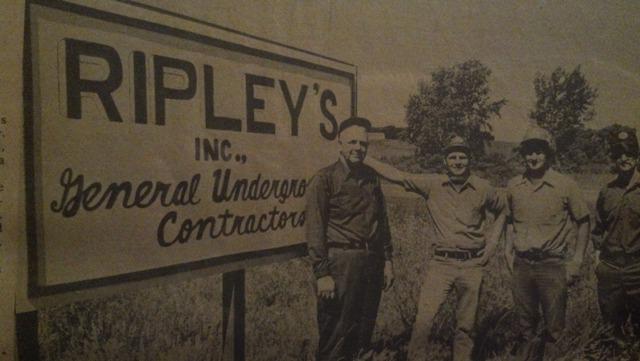 RIPLEY'S
INC.,
General Undergro
Contractors